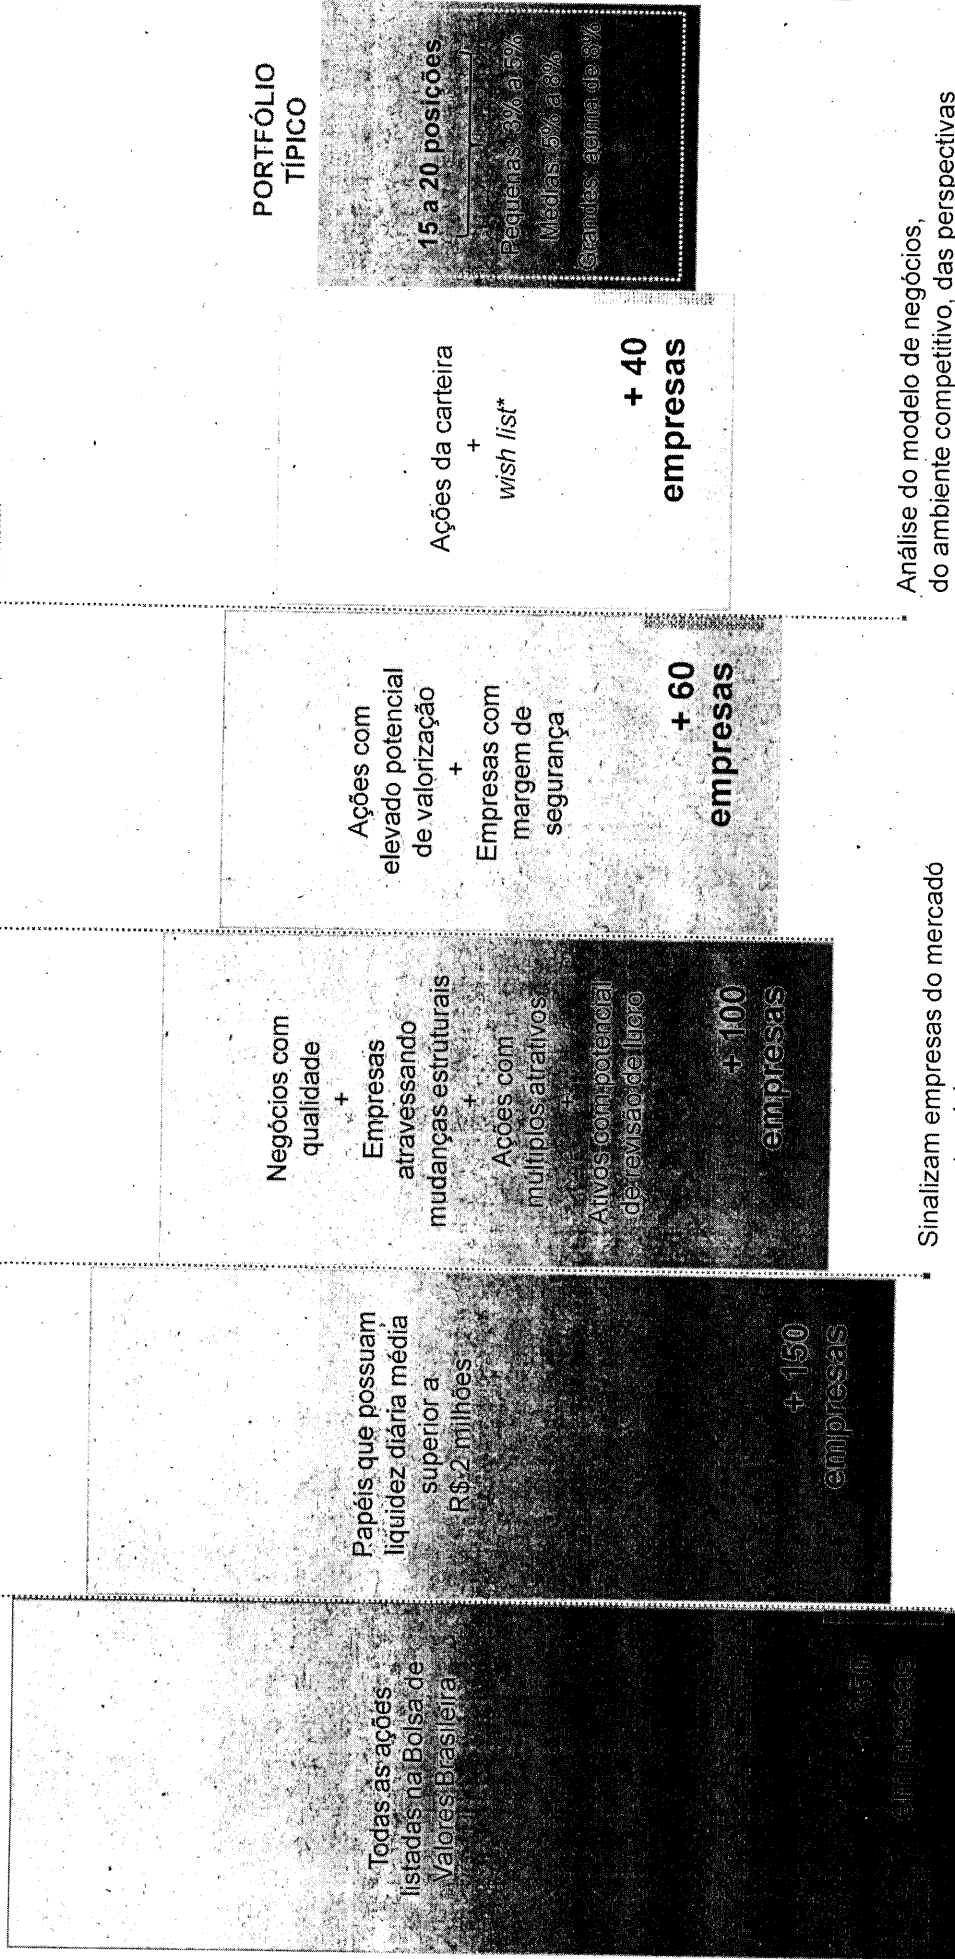 Todas as ações
listadas na Bolsa de
Valores Brasileira
empresas
Papéis que possuam
liquidez diária média
superior a
R$ 2 milhões
+ 150
empresas
Negócios com
qualidade
+
Empresas
atravessando
mudanças estruturais
+
Ações com
múltiplos atrativos
+
Ativos com potencial
de revisão de lucro
+ 100
empresas
Ações com
elevado potencial
de valorização
+
Empresas com
margem de
segurança
+ 60
empresas
Ações da carteira
+
wish list*
+ 40
empresas
PORTFÓLIO
TÍPICO
15 a 20 posições
Pequenas: 3% a 5%
Médias: 5% a 8%
Grandes: acima de 8%
Sinalizam empresas do mercado
Análise do modelo de negócios,
do ambiente competitivo, das perspectivas